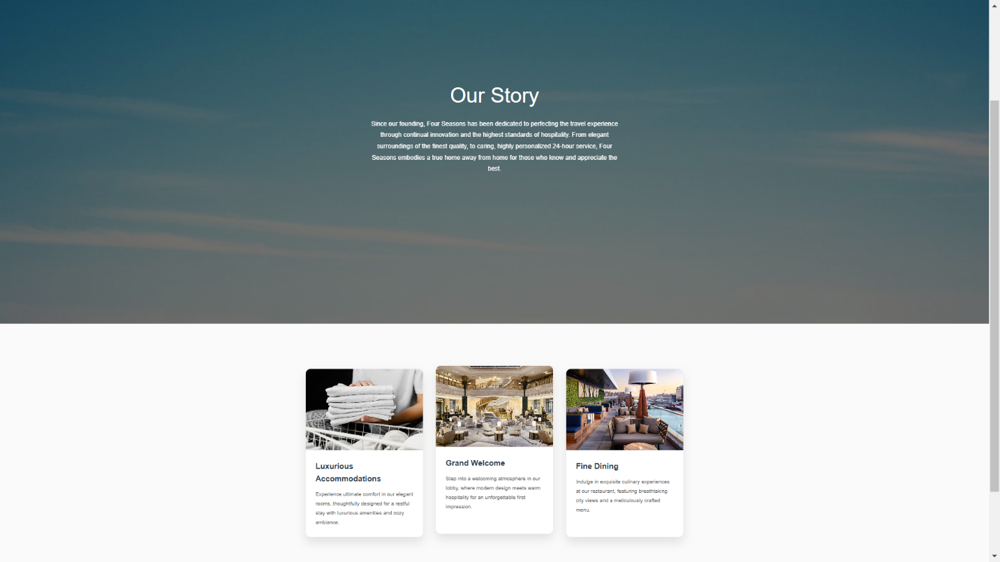 Our Story
Since our founding, Four Seasons has been dedicated to perfecting the travel experience
through continual innovation and the highest standards of hospitality. From elegant
surroundings of the finest quality, to caring, highly personalized 24-hour service, Four
Seasons embodies a true home away from home for those who know and appreciate the
best.
Luxurious
Accommodations
Experience ultimate comfort in our elegant
rooms, thoughtfully designed for a restful
stay with luxurious amenities and cozy
ambiance.
Grand Welcome
Step into a welcoming atmosphere in our
lobby, where modern design meets warm
hospitality for an unforgettable first
impression.
Fine Dining
Indulge in exquisite culinary experiences
at our restaurant, featuring breathtaking
city views and a meticulously crafted
menu.